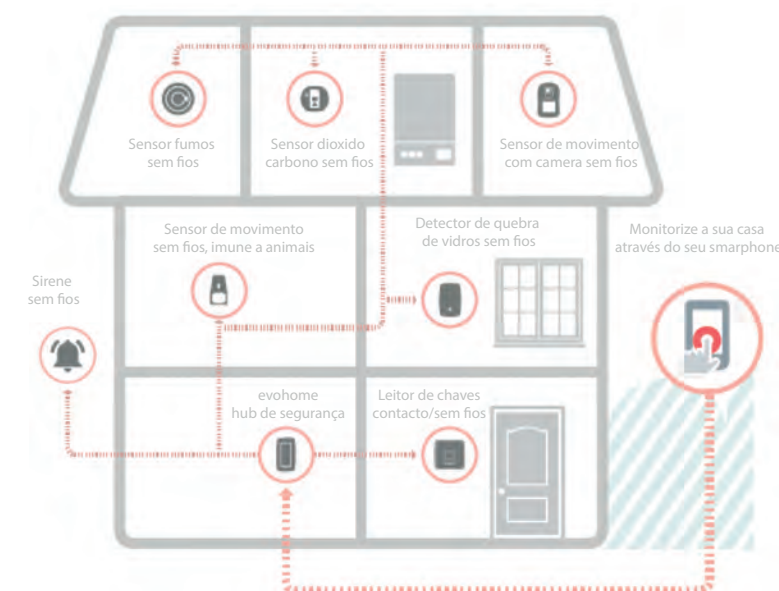 Sensor fumos
sem fios
Sensor dioxido
carbono sem fios
Sensor de movimento
com camera sem fios
Sensor de movimento
sem fios, imune a animais
Detector de quebra
de vidros sem fios
Monitorize a sua casa
através do seu smarphone
Sirene
sem fios
evohome
hub de segurança
Leitor de chaves
contacto/sem fios